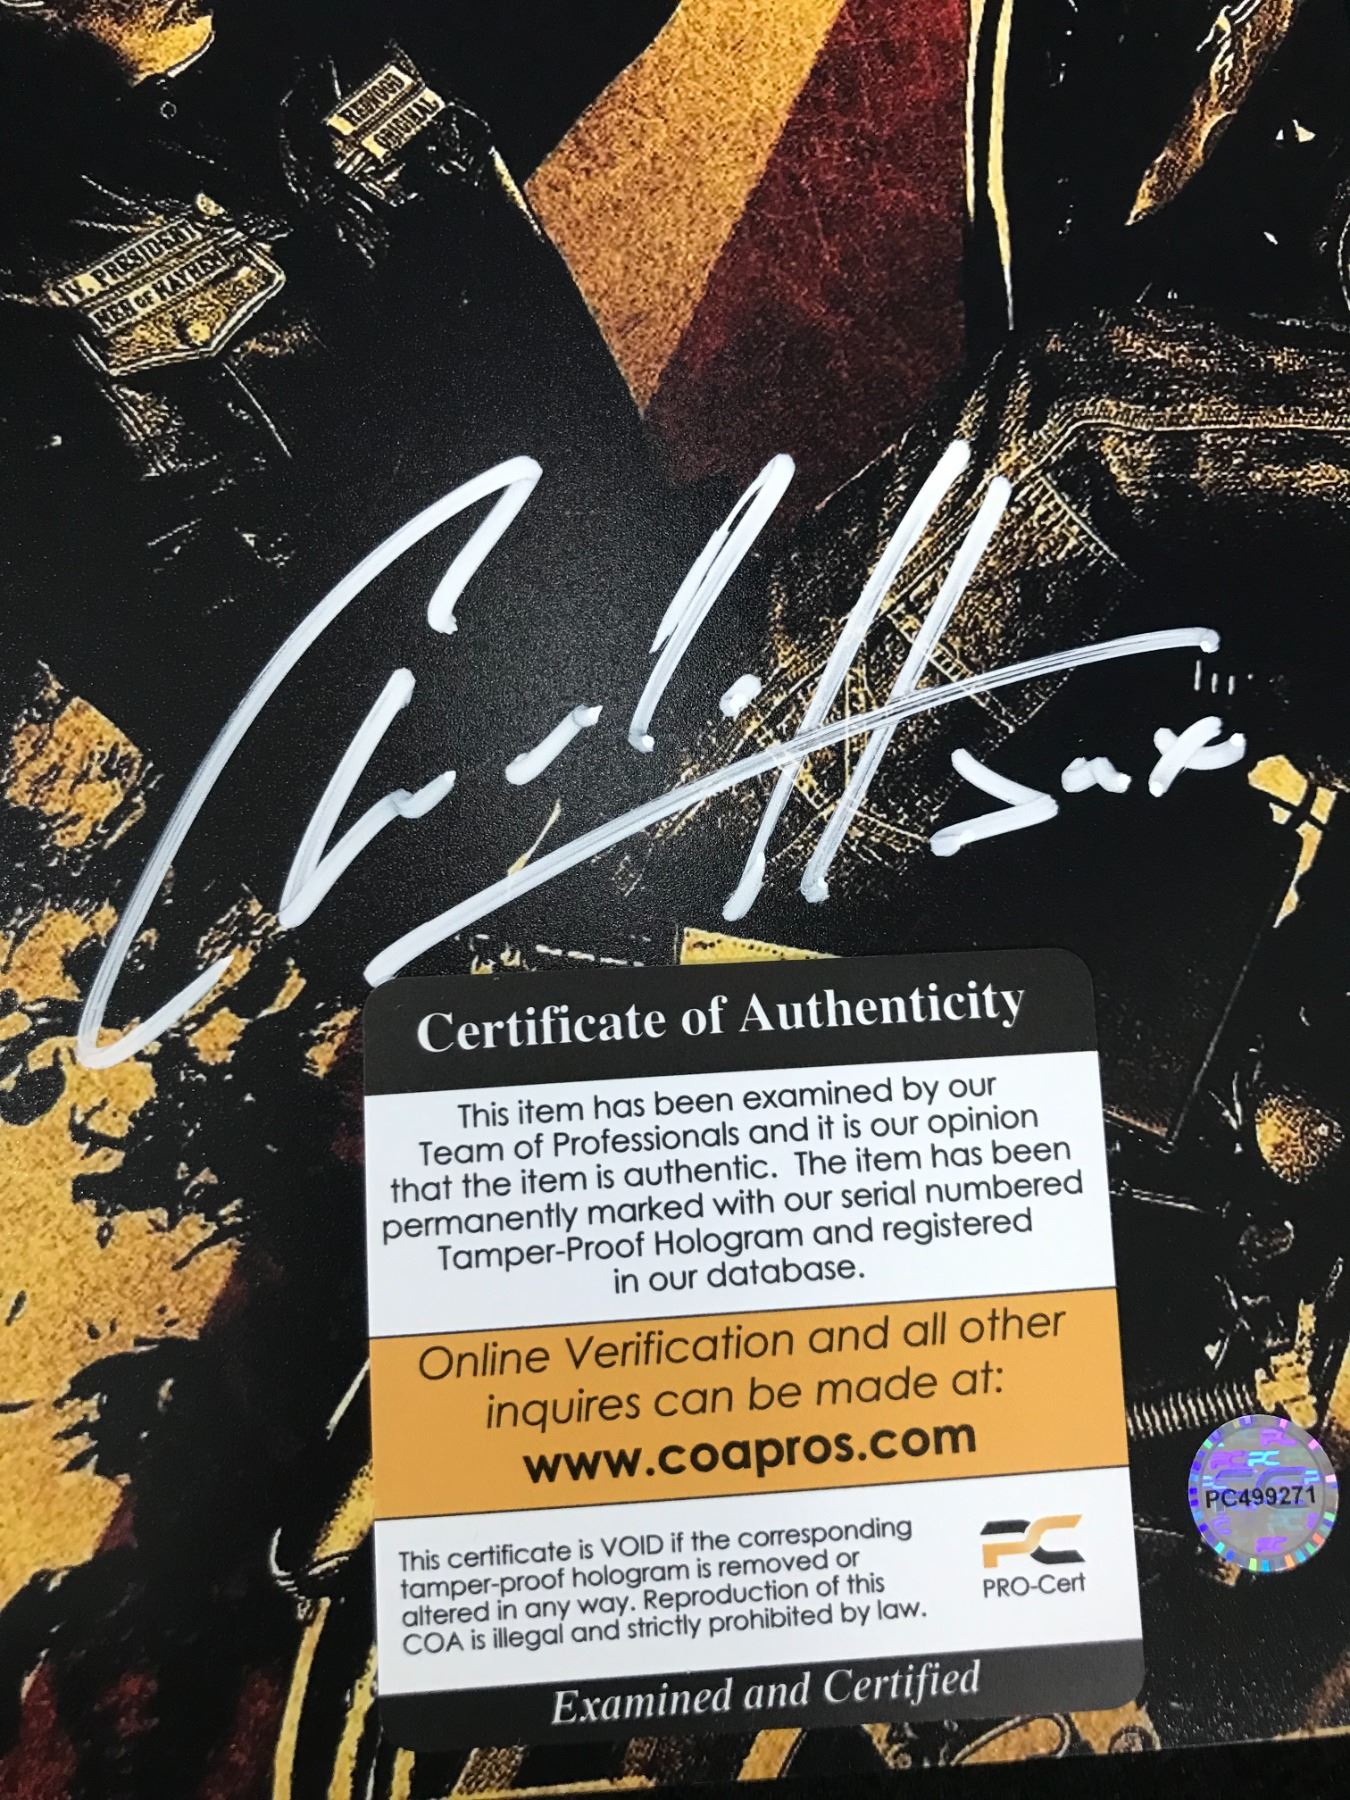 REDWOOD
ORIGINAL
MEN OF MAYHEM
"Jax"
Certificate of Authenticity
This item has been examined by our
Team of Professionals and it is our opinion
that the item is authentic. The item has been
permanently marked with our serial numbered
Tamper-Proof Hologram and registered
in our database.
Online Verification and all other
inquires can be made at:
www.coapros.com
PC499271
This certificate is VOID if the corresponding
tamper-proof hologram is removed or
altered in any way. Reproduction of this
COA is illegal and strictly prohibited by law.
PC
PRO-Cert
Examined and Certified